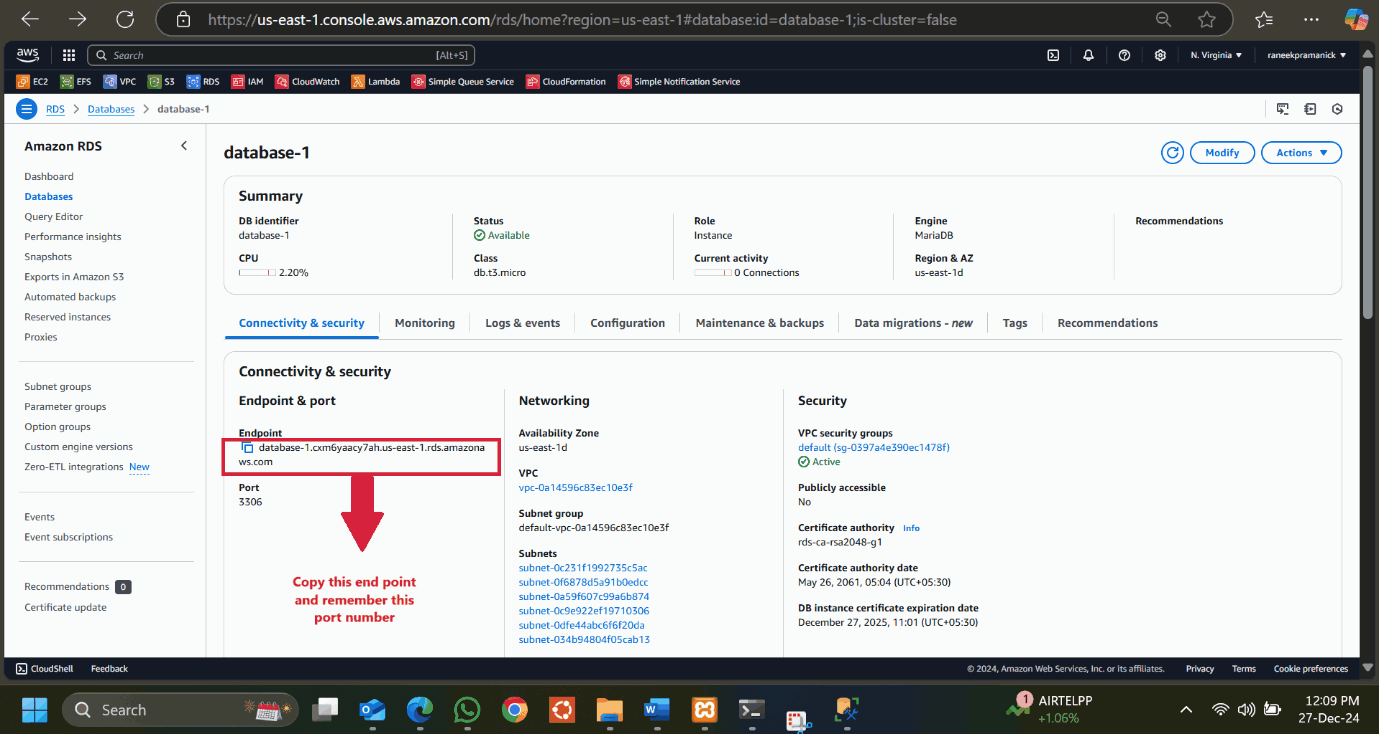 https://us-east-1.console.aws.amazon.com/rds/home?region=us-east-1#database:id=database-1;is-cluster=false
aws Search [Alt+S] N. Virginia raneekpramanick
EC2 EFS VPC S3 RDS IAM CloudWatch Lambda Simple Queue Service CloudFormation Simple Notification Service
RDS Databases database-1
Amazon RDS
Dashboard
Databases
Query Editor
Performance insights
Snapshots
Exports in Amazon S3
Automated backups
Reserved instances
Proxies
Subnet groups
Parameter groups
Option groups
Custom engine versions
Zero-ETL integrations New
Events
Event subscriptions
Recommendations 0
Certificate update
database-1
Modify
Actions
Summary
DB identifier
database-1
CPU
2.20%
Status
Available
Class
db.t3.micro
Role
Instance
Current activity
0 Connections
Engine
MariaDB
Region & AZ
us-east-1d
Recommendations
Connectivity & security Monitoring Logs & events Configuration Maintenance & backups Data migrations - new Tags Recommendations
Connectivity & security
Endpoint & port
Endpoint
database-1.cxm6yaacy7ah.us-east-1.rds.amazona
ws.com
Port
3306
Copy this end point
and remember this
port number
Networking
Availability Zone
us-east-1d
VPC
vpc-0a14596c83ec10e3f
Subnet group
default-vpc-0a14596c83ec10e3f
Subnets
subnet-0c231f1992735c5ac
subnet-0f6878d5a91b0edcc
subnet-0a59f607c99a6b874
subnet-0c9e922ef19710306
subnet-0dfe44abc6f6f20da
subnet-034b94804f05cab13
Security
VPC security groups
default (sg-0397a4e390ec1478f)
Active
Publicly accessible
No
Certificate authority Info
rds-ca-rsa2048-g1
Certificate authority date
May 26, 2061, 05:04 (UTC+05:30)
DB instance certificate expiration date
December 27, 2025, 11:01 (UTC+05:30)
CloudShell Feedback © 2024, Amazon Web Services, Inc. or its affiliates. Privacy Terms Cookie preferences
Search
1
AIRTELPP
+1.06%
12:09 PM
27-Dec-24